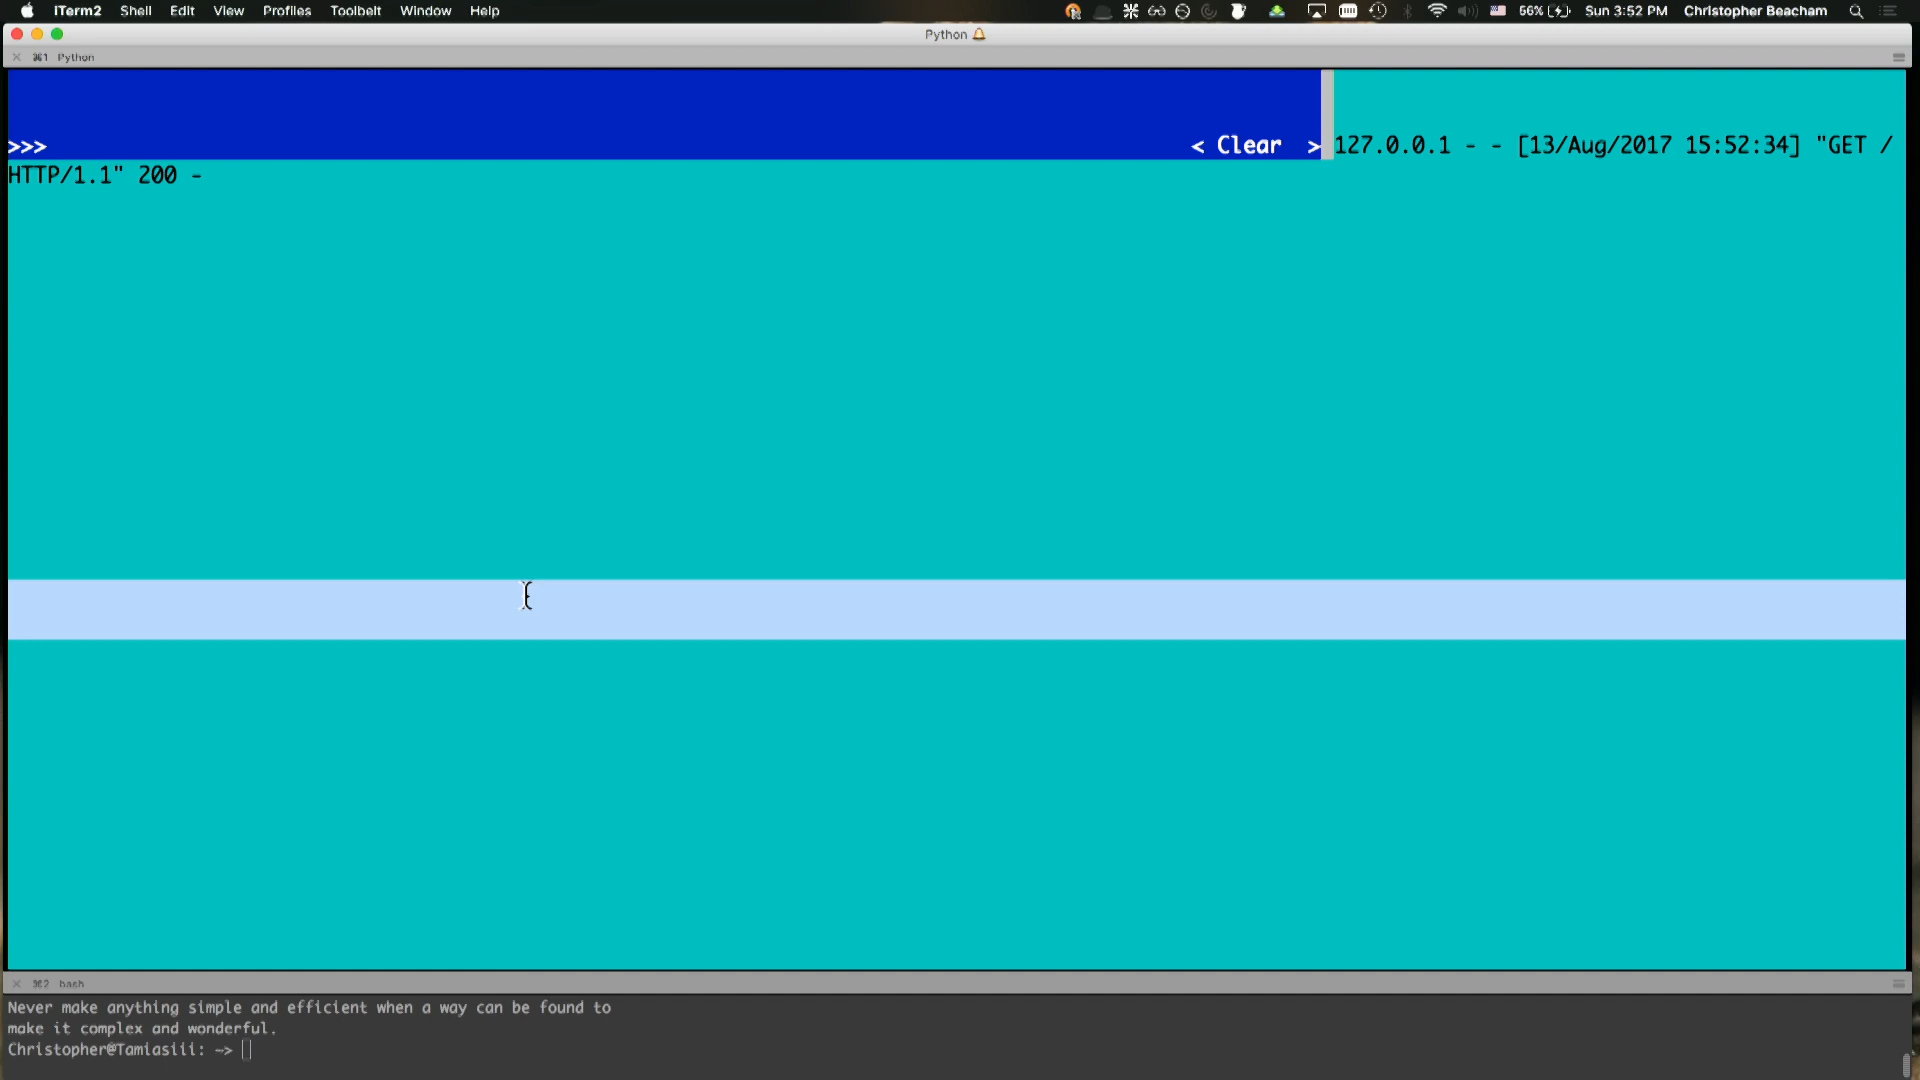 iTerm2 Shell Edit View Profiles Toolbelt Window Help 56% Sun 3:52 PM Christopher Beacham
Python
⌘1 Python
>>> < Clear > 127.0.0.1 - - [13/Aug/2017 15:52:34] "GET /
HTTP/1.1" 200 -
⌘2 bash
Never make anything simple and efficient when a way can be found to
make it complex and wonderful.
Christopher@Tamiasiii: ~>